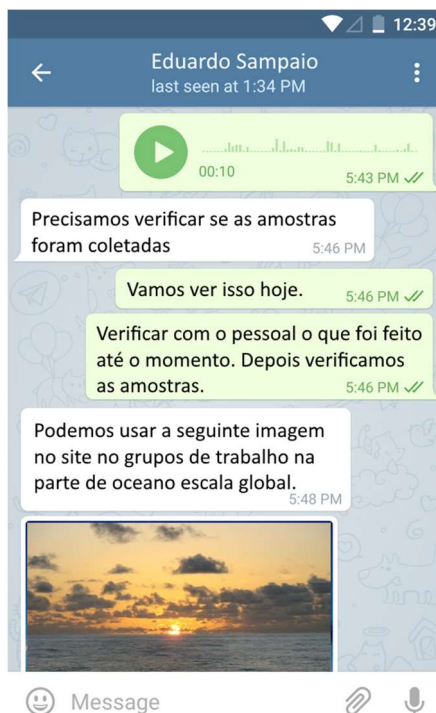 12:39
Eduardo Sampaio
last seen at 1:34 PM
00:10
5:43 PM
Precisamos verificar se as amostras
foram coletadas
5:46 PM
Vamos ver isso hoje.
5:46 PM
Verificar com o pessoal o que foi feito
até o momento. Depois verificamos
as amostras.
5:46 PM
Podemos usar a seguinte imagem
no site no grupos de trabalho na
parte de oceano escala global.
5:48 PM
Message